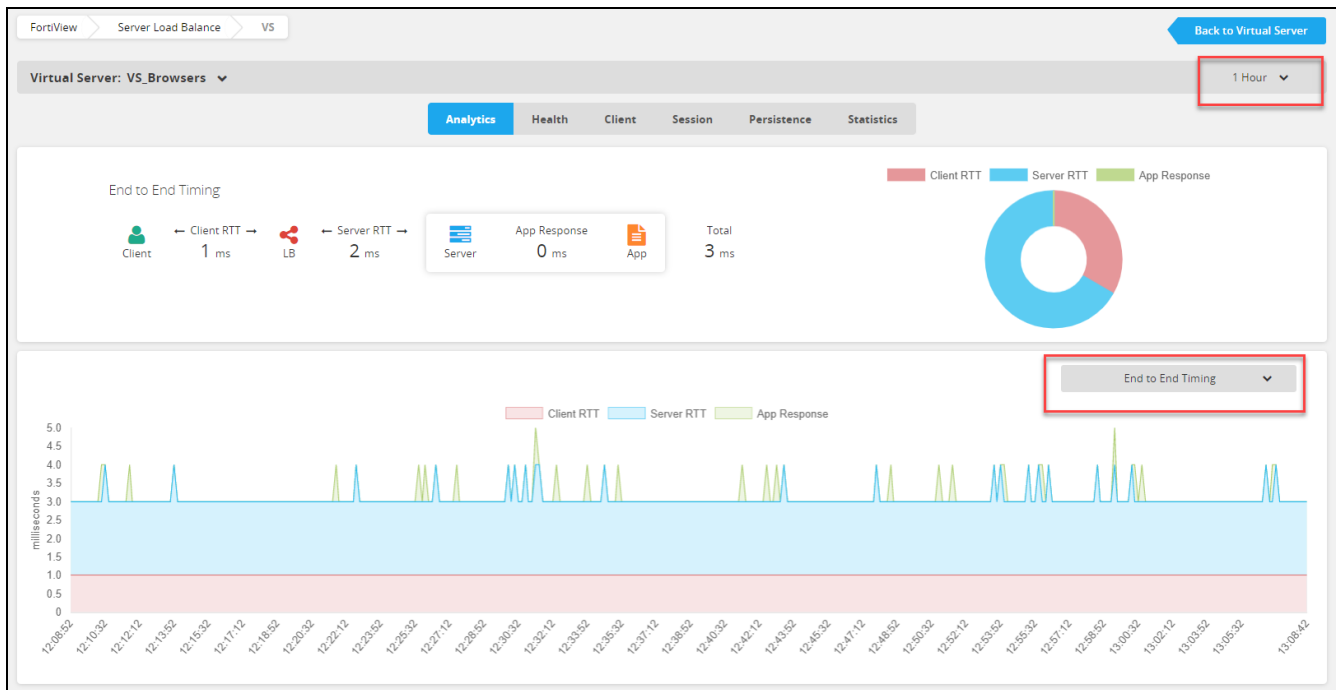 FortiView Server Load Balance VS
Back to Virtual Server
Virtual Server: VS_Browsers
1 Hour
Analytics Health Client Session Persistence Statistics
Client RTT Server RTT App Response
End to End Timing
← Client RTT → ← Server RTT → App Response Total
1 ms 2 ms 0 ms 3 ms
Client LB Server App
End to End Timing
Client RTT Server RTT App Response
milliseconds
5.0
4.5
4.0
3.5
3.0
2.5
2.0
1.5
1.0
0.5
0
12:08:52 12:10:32 12:12:12 12:13:52 12:15:32 12:17:12 12:18:52 12:20:32 12:22:12 12:23:52 12:25:32 12:27:12 12:28:52 12:30:32 12:32:12 12:33:52 12:35:32 12:37:12 12:38:52 12:40:32 12:42:12 12:43:52 12:45:32 12:47:12 12:48:52 12:50:32 12:52:12 12:53:52 12:55:32 12:57:12 12:58:52 13:00:32 13:02:12 13:03:52 13:05:32 13:08:42